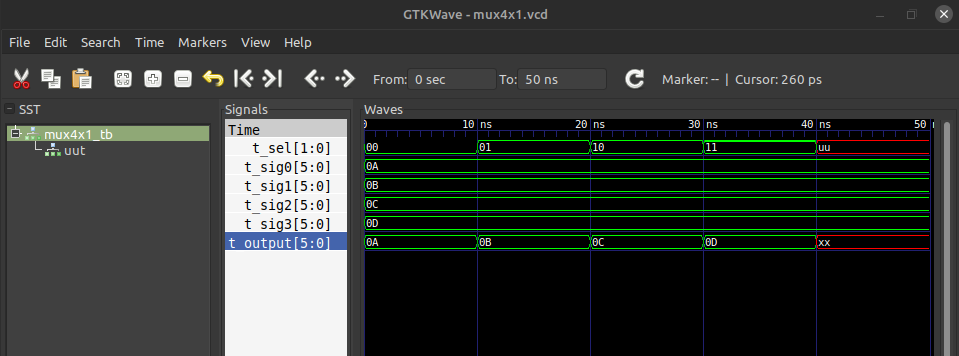 GTKWave - mux4x1.vcd
File Edit Search Time Markers View Help
From: 0 sec To: 50 ns Marker: -- | Cursor: 260 ps
SST
mux4x1_tb
uut
Signals
Time
t_sel[1:0]
t_sig0[5:0]
t_sig1[5:0]
t_sig2[5:0]
t_sig3[5:0]
t_output[5:0]
Waves
0 10 ns 20 ns 30 ns 40 ns 50
00 01 10 11 uu
0A
0B
0C
0D
0A 0B 0C 0D xx